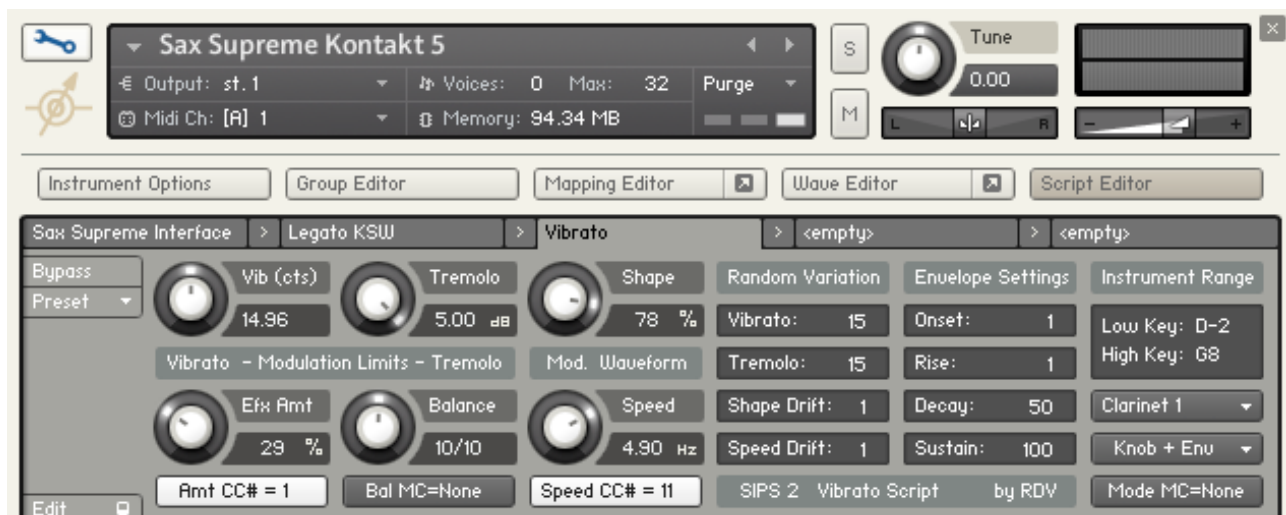 Sax Supreme Kontakt 5
S
Tune
Output: st. 1
Voices: 0 Max: 32
Purge
0.00
Midi Ch: [A] 1
Memory: 94.34 MB
M
L
R
-
+
Instrument Options
Group Editor
Mapping Editor
Wave Editor
Script Editor
Sax Supreme Interface > Legato KSW > Vibrato > <empty> > <empty>
Bypass
Preset
Vib (cts)
Tremolo
Shape
Random Variation
Envelope Settings
Instrument Range
14.96
5.00 dB
78 %
Vibrato: 15
Onset: 1
Low Key: D-2
High Key: G8
Vibrato - Modulation Limits - Tremolo
Mod. Waveform
Tremolo: 15
Rise: 1
Efx Amt
Balance
Speed
Shape Drift: 1
Decay: 50
Clarinet 1
29 %
10/10
4.90 Hz
Speed Drift: 1
Sustain: 100
Knob + Env
Amt CC# = 1
Bal MC=None
Speed CC# = 11
SIPS 2 Vibrato Script by RDV
Mode MC=None
Edit